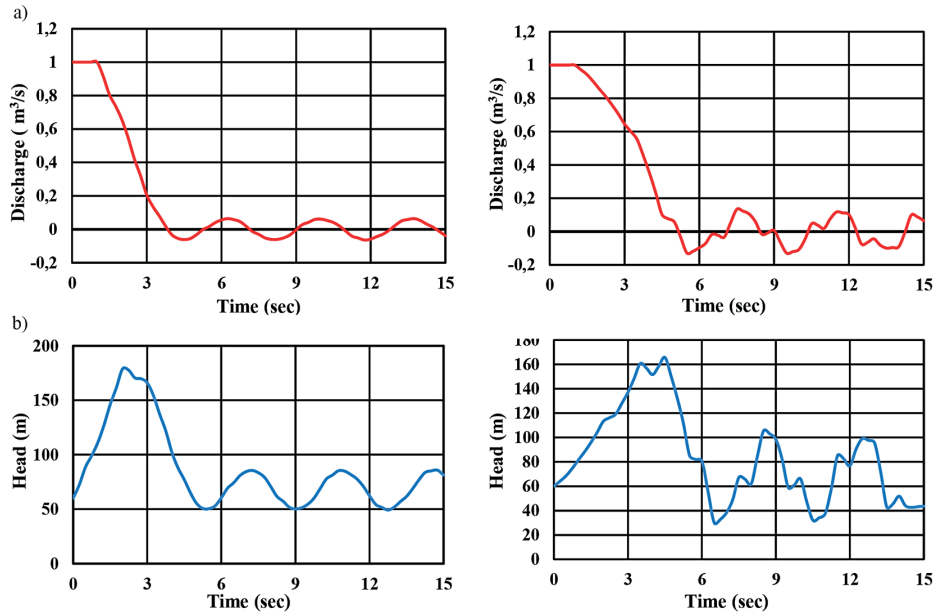 a)
1,2
1
0,8
0,6
0,4
0,2
0
-0,2
Discharge ( m³/s)
0 3 6 9 12 15
Time (sec)
1,2
1
0,8
0,6
0,4
0,2
0
-0,2
Discharge (m³/s)
0 3 6 9 12 15
Time (sec)
b)
200
150
100
50
0
Head (m)
0 3 6 9 12 15
Time (sec)
180
160
140
120
100
80
60
40
20
0
Head (m)
0 3 6 9 12 15
Time (sec)